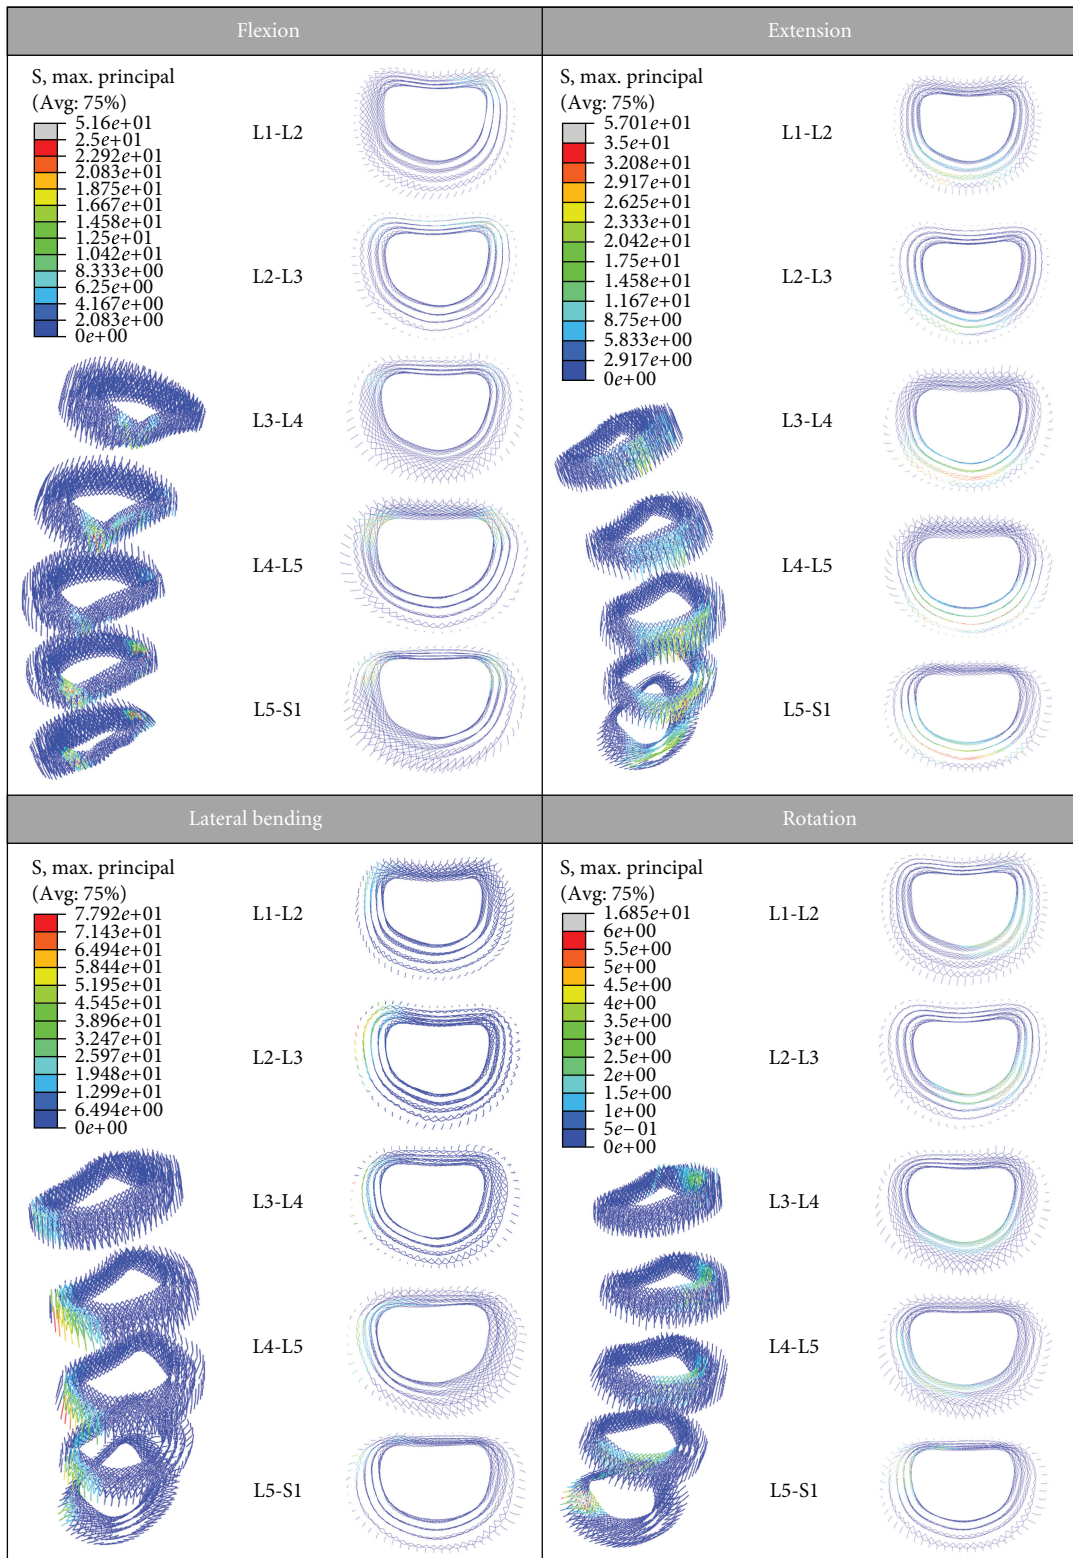 Flexion
S, max. principal
(Avg: 75%)
5.16e+01
2.5e+01
2.292e+01
2.083e+01
1.875e+01
1.667e+01
1.458e+01
1.25e+01
1.042e+01
8.333e+00
6.25e+00
4.167e+00
2.083e+00
0e+00
L1-L2
L2-L3
L3-L4
L4-L5
L5-S1
Extension
S, max. principal
(Avg: 75%)
5.701e+01
3.5e+01
3.208e+01
2.917e+01
2.625e+01
2.333e+01
2.042e+01
1.75e+01
1.458e+01
1.167e+01
8.75e+00
5.833e+00
2.917e+00
0e+00
L1-L2
L2-L3
L3-L4
L4-L5
L5-S1
Lateral bending
S, max. principal
(Avg: 75%)
7.792e+01
7.143e+01
6.494e+01
5.844e+01
5.195e+01
4.545e+01
3.896e+01
3.247e+01
2.597e+01
1.948e+01
1.299e+01
6.494e+00
0e+00
L1-L2
L2-L3
L3-L4
L4-L5
L5-S1
Rotation
S, max. principal
(Avg: 75%)
1.685e+01
6e+00
5.5e+00
5e+00
4.5e+00
4e+00
3.5e+00
3e+00
2.5e+00
2e+00
1.5e+00
1e+00
5e−01
0e+00
L1-L2
L2-L3
L3-L4
L4-L5
L5-S1